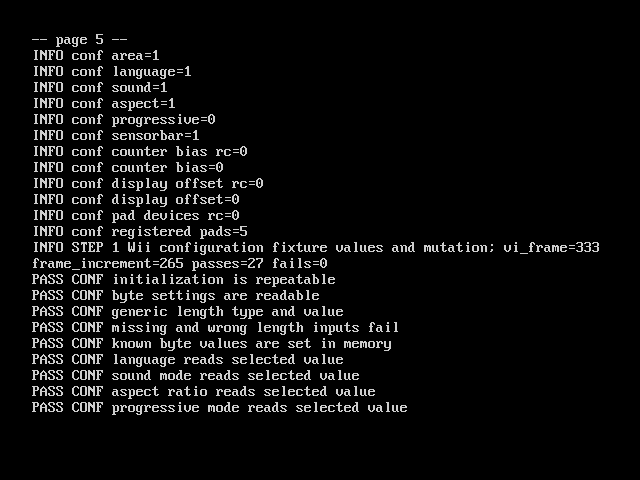 -- page 5 --
INFO conf area=1
INFO conf language=1
INFO conf sound=1
INFO conf aspect=1
INFO conf progressive=0
INFO conf sensorbar=1
INFO conf counter bias rc=0
INFO conf counter bias=0
INFO conf display offset rc=0
INFO conf display offset=0
INFO conf pad devices rc=0
INFO conf registered pads=5
INFO STEP 1 Wii configuration fixture values and mutation; vi_frame=333
frame_increment=265 passes=27 fails=0
PASS CONF initialization is repeatable
PASS CONF byte settings are readable
PASS CONF generic length type and value
PASS CONF missing and wrong length inputs fail
PASS CONF known byte values are set in memory
PASS CONF language reads selected value
PASS CONF sound mode reads selected value
PASS CONF aspect ratio reads selected value
PASS CONF progressive mode reads selected value